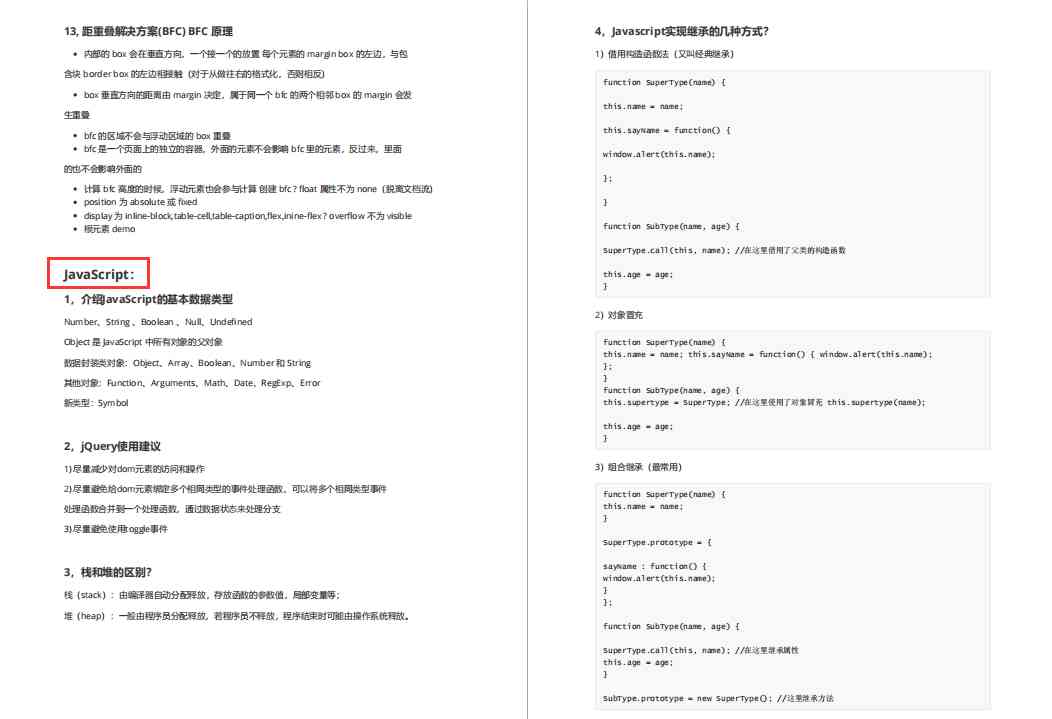 13, 距重叠解决方案(BFC) BFC 原理
• 内部的 box 会在垂直方向，一个接一个的放置 每个元素的 margin box 的左边，与包
含块 border box 的左边相接触（对于从做往右的格式化，否则相反）
• box 垂直方向的距离由 margin 决定，属于同一个 bfc 的两个相邻 box 的 margin 会发
生重叠
• bfc 的区域不会与浮动区域的 box 重叠
• bfc 是一个页面上的独立的容器，外面的元素不会影响 bfc 里的元素，反过来，里面
的也不会影响外面的
• 计算 bfc 高度的时候，浮动元素也会参与计算 创建 bfc ? float 属性不为 none（脱离文档流）
• position 为 absolute 或 fixed
• display 为 inline-block,table-cell,table-caption,flex,inine-flex ? overflow 不为 visible
• 根元素 demo
JavaScript：
1，介绍JavaScript的基本数据类型
Number、String 、Boolean 、Null、Undefined
Object 是 JavaScript 中所有对象的父对象
数据封装类对象：Object、Array、Boolean、Number 和 String
其他对象：Function、Arguments、Math、Date、RegExp、Error
新类型：Symbol
2，jQuery使用建议
1)尽量减少对dom元素的访问和操作
2)尽量避免给dom元素绑定多个相同类型的事件处理函数，可以将多个相同类型事件
处理函数合并到一个处理函数，通过数据状态来处理分支
3)尽量避免使用toggle事件
3，栈和堆的区别？
栈（stack）：由编译器自动分配释放，存放函数的参数值，局部变量等；
堆（heap）：一般由程序员分配释放，若程序员不释放，程序结束时可能由操作系统释放。
4，Javascript实现继承的几种方式？
1）借用构造函数法（又叫经典继承）
function SuperType(name) {
this.name = name;
this.sayName = function() {
window.alert(this.name);
};
}
function SubType(name, age) {
SuperType.call(this, name); //在这里借用了父类的构造函数
this.age = age;
}
2）对象冒充
function SuperType(name) {
this.name = name; this.sayName = function() { window.alert(this.name);
};
}
function SubType(name, age) {
this.supertype = SuperType; //在这里使用了对象冒充 this.supertype(name);
this.age = age;
}
3）组合继承（最常用）
function SuperType(name) {
this.name = name;
}
SuperType.prototype = {
sayName : function() {
window.alert(this.name);
}
};
function SubType(name, age) {
SuperType.call(this, name); //在这里继承属性
this.age = age;
}
SubType.prototype = new SuperType(); //这里继承方法